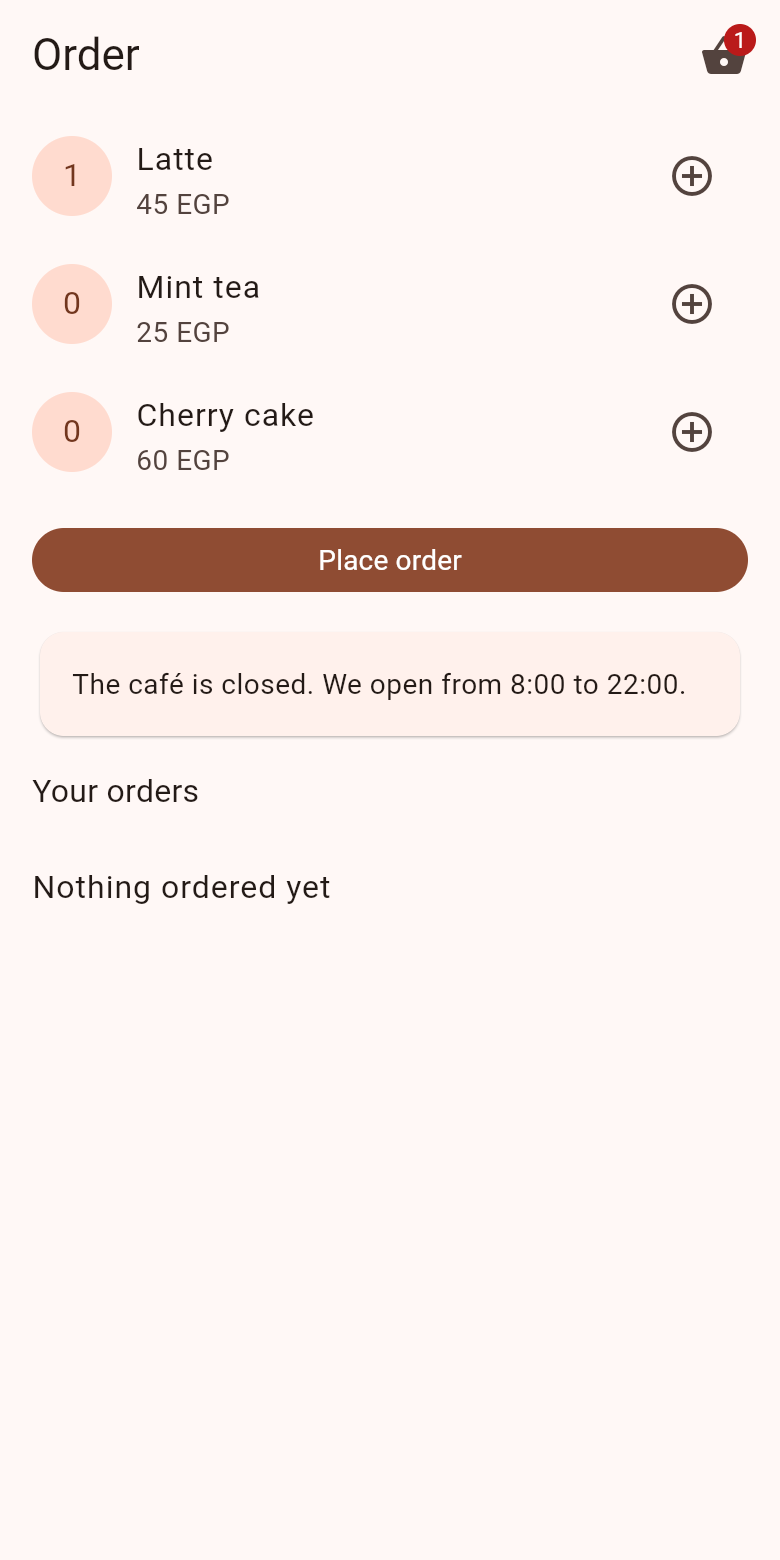 Order
1
1
Latte
45 EGP
0
Mint tea
25 EGP
0
Cherry cake
60 EGP
Place order
The café is closed. We open from 8:00 to 22:00.
Your orders
Nothing ordered yet